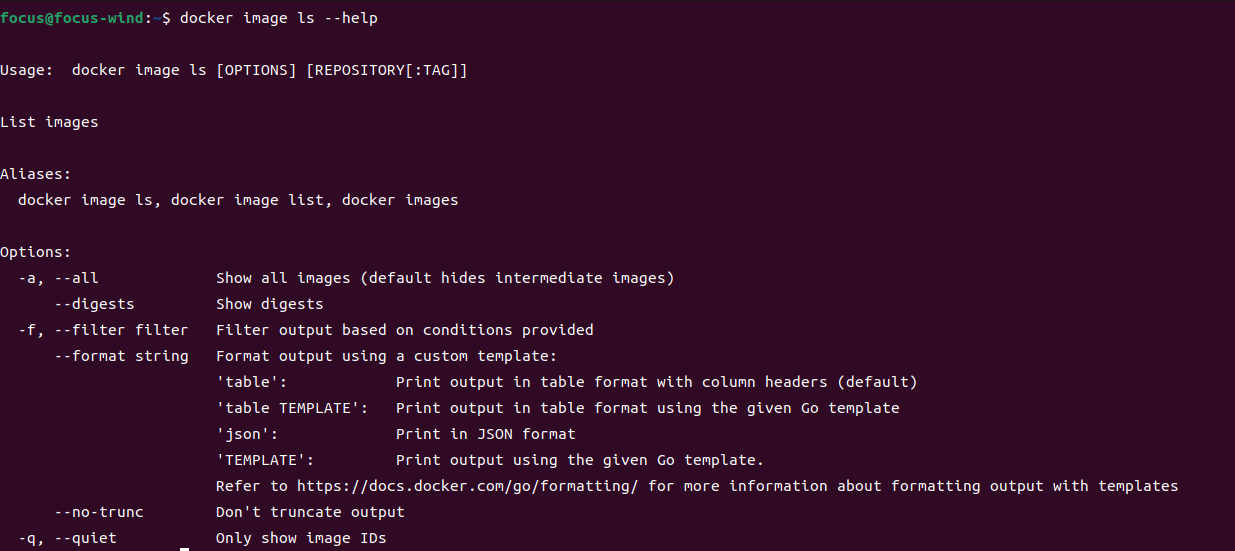 focus@focus-wind:~$ docker image ls --help
Usage:  docker image ls [OPTIONS] [REPOSITORY[:TAG]]
List images
Aliases:
  docker image ls, docker image list, docker images
Options:
  -a, --all             Show all images (default hides intermediate images)
      --digests         Show digests
  -f, --filter filter   Filter output based on conditions provided
      --format string   Format output using a custom template:
                        'table':            Print output in table format with column headers (default)
                        'table TEMPLATE':   Print output in table format using the given Go template
                        'json':             Print in JSON format
                        'TEMPLATE':         Print output using the given Go template.
                        Refer to https://docs.docker.com/go/formatting/ for more information about formatting output with templates
      --no-trunc        Don't truncate output
  -q, --quiet           Only show image IDs